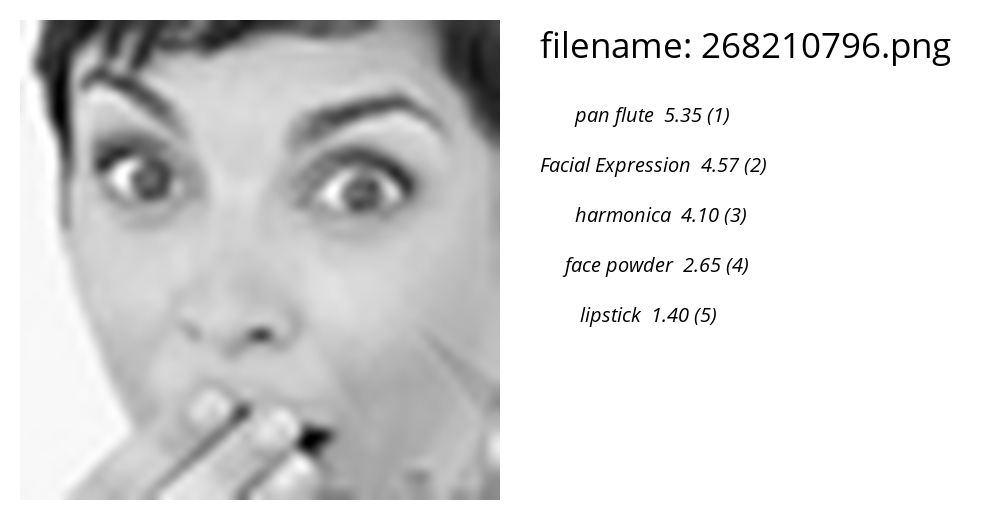 filename: 268210796.png
pan flute 5.35 (1)
Facial Expression 4.57 (2)
harmonica 4.10 (3)
face powder 2.65 (4)
lipstick 1.40 (5)